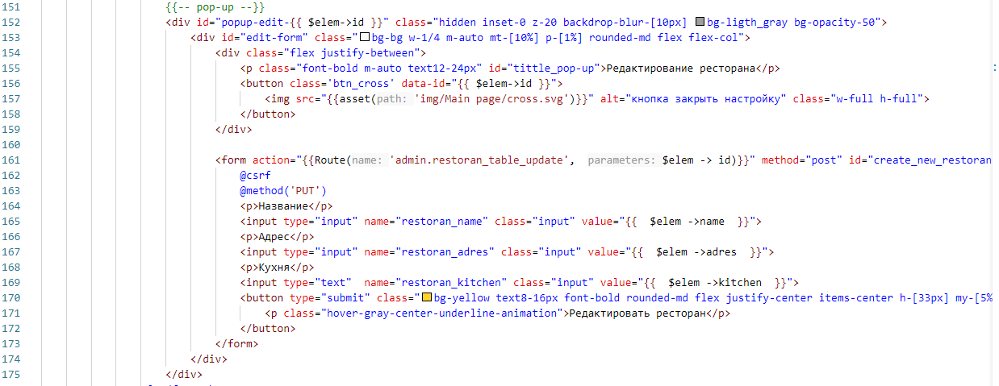 151 {{-- pop-up --}}
152 <div id="popup-edit-{{ $elem->id }}" class="hidden inset-0 z-20 backdrop-blur-[10px] bg-ligth_gray bg-opacity-50">
153 <div id="edit-form" class="bg-bg w-1/4 m-auto mt-[10%] p-[1%] rounded-md flex flex-col">
154 <div class="flex justify-between">
155 <p class="font-bold m-auto text12-24px" id="tittle_pop-up">Редактирование ресторана</p>
156 <button class='btn_cross' data-id="{{ $elem->id }}">
157 <img src="{{asset(path: 'img/Main page/cross.svg')}}" alt="кнопка закрыть настройку" class="w-full h-full">
158 </button>
159 </div>
160
161 <form action="{{Route(name: 'admin.restoran_table_update', parameters: $elem -> id)}}" method="post" id="create_new_restoran
162 @csrf
163 @method('PUT')
164 <p>Название</p>
165 <input type="input" name="restoran_name" class="input" value="{{  $elem ->name  }}">
166 <p>Адрес</p>
167 <input type="input" name="restoran_adres" class="input" value="{{  $elem ->adres  }}">
168 <p>Кухня</p>
169 <input type="text"  name="restoran_kitchen" class="input" value="{{  $elem ->kitchen  }}">
170 <button type="submit" class="bg-yellow text8-16px font-bold rounded-md flex justify-center items-center h-[33px] my-[5%
171 <p class="hover-gray-center-underline-animation">Редактировать ресторан</p>
172 </button>
173 </form>
174 </div>
175 </div>